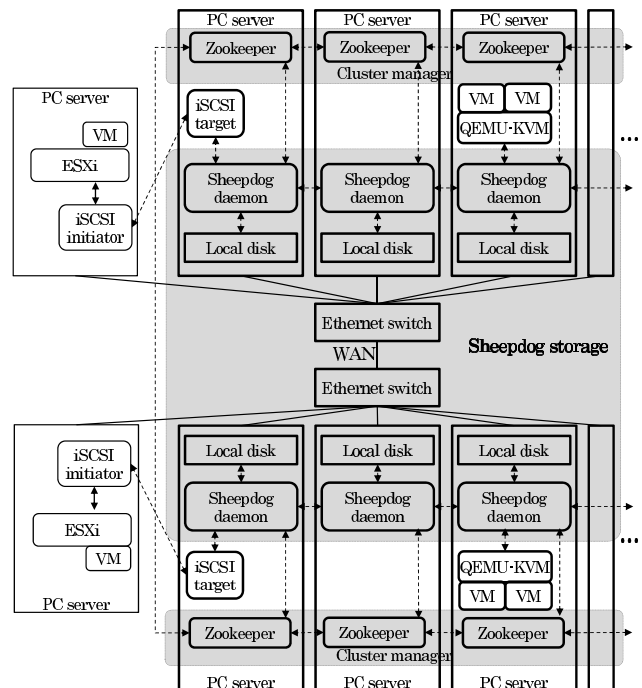 PC server PC server PC server
Zookeeper Zookeeper Zookeeper
Cluster manager
PC server
VM
ESXi
iSCSI
initiator
iSCSI
target
VM VM
QEMU-KVM
...
Sheepdog
daemon
Sheepdog
daemon
Sheepdog
daemon
Local disk Local disk Local disk
Ethernet switch
WAN
Sheepdog storage
Ethernet switch
Local disk Local disk Local disk
iSCSI
initiator
ESXi
VM
PC server
Sheepdog
daemon
Sheepdog
daemon
Sheepdog
daemon
...
iSCSI
target
QEMU-KVM
VM VM
Zookeeper Zookeeper Zookeeper
Cluster manager
PC server PC server PC server